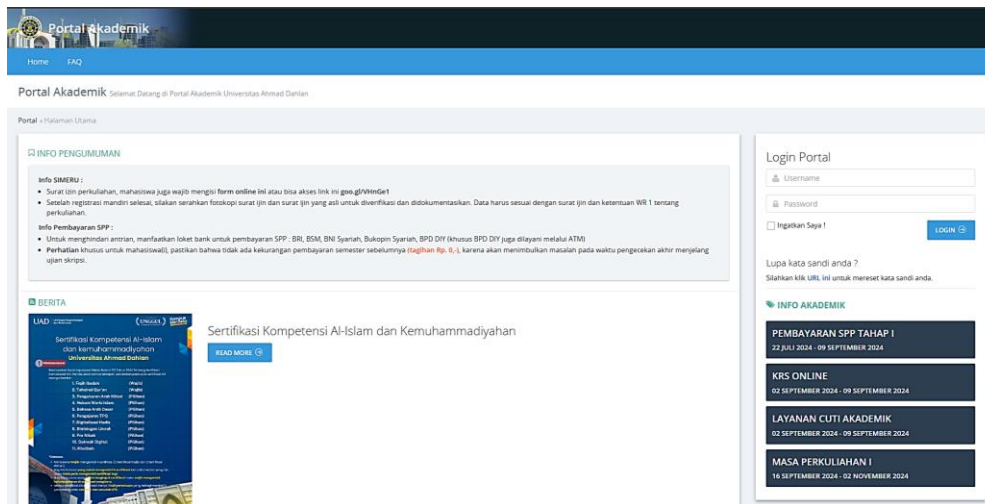 Portal Akademik
Home FAQ
Portal Akademik Selamat Datang di Portal Akademik Universitas Ahmad Dahlan
Portal » Halaman Utama
INFO PENGUMUMAN
Info SIMERU :
Surat izin perkuliahan, mahasiswa juga wajib mengisi form online ini atau bisa akses link ini goo.gl/VHnGe1
Setelah registrasi mandiri selesai, silakan serahkan fotokopi surat ijin dan surat ijin yang asli untuk diverifikasi dan didokumentasikan. Data harus sesuai dengan surat ijin dan ketentuan WR 1 tentang
perkuliahan.
Info Pembayaran SPP :
Untuk menghindari antrian, manfaatkan loket bank untuk pembayaran SPP : BRI, BSM, BNI Syariah, Bukopin Syariah, BPD DIY (khusus BPD DIY juga dilayani melalui ATM)
Perhatian khusus untuk mahasiswa(i), pastikan bahwa tidak ada kekurangan pembayaran semester sebelumnya (tagihan Rp. 0,-), karena akan menimbulkan masalah pada waktu pengecekan akhir menjelang
ujian skripsi.
BERITA
UAD
Sertifikasi Kompetensi Al-Islam
dan kemuhammadiyahan
Universitas Ahmad Dahlan
Sertifikasi Kompetensi Al-Islam dan Kemuhammadiyahan
READ MORE
Login Portal
Username
Password
Ingatkan Saya !
LOGIN
Lupa kata sandi anda ?
Silahkan klik URL ini untuk mereset kata sandi anda.
INFO AKADEMIK
PEMBAYARAN SPP TAHAP I
22 JULI 2024 - 09 SEPTEMBER 2024
KRS ONLINE
02 SEPTEMBER 2024 - 09 SEPTEMBER 2024
LAYANAN CUTI AKADEMIK
02 SEPTEMBER 2024 - 09 SEPTEMBER 2024
MASA PERKULIAHAN I
16 SEPTEMBER 2024 - 02 NOVEMBER 2024